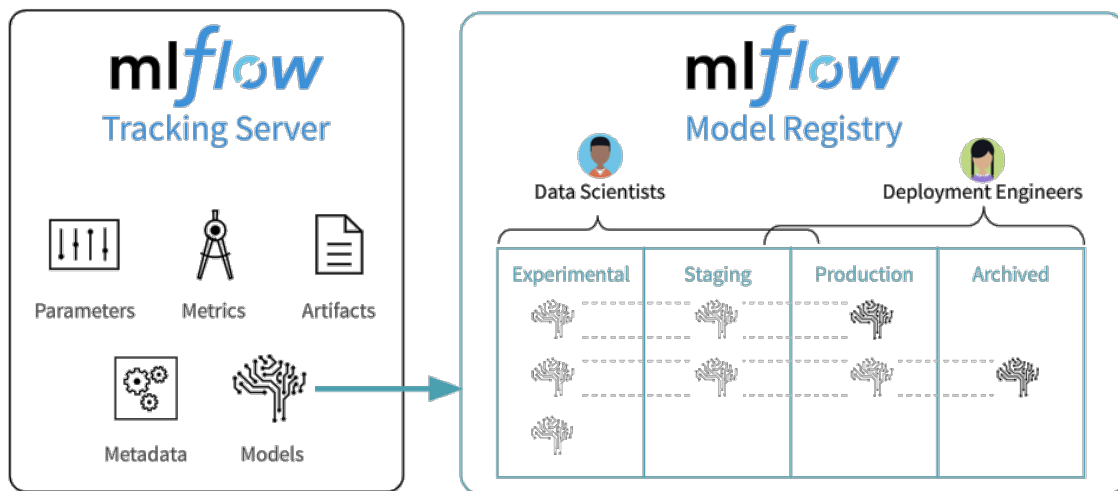 mlflow
Tracking Server
Parameters
Metrics
Artifacts
Metadata
Models
mlflow
Model Registry
Data Scientists
Deployment Engineers
Experimental
Staging
Production
Archived